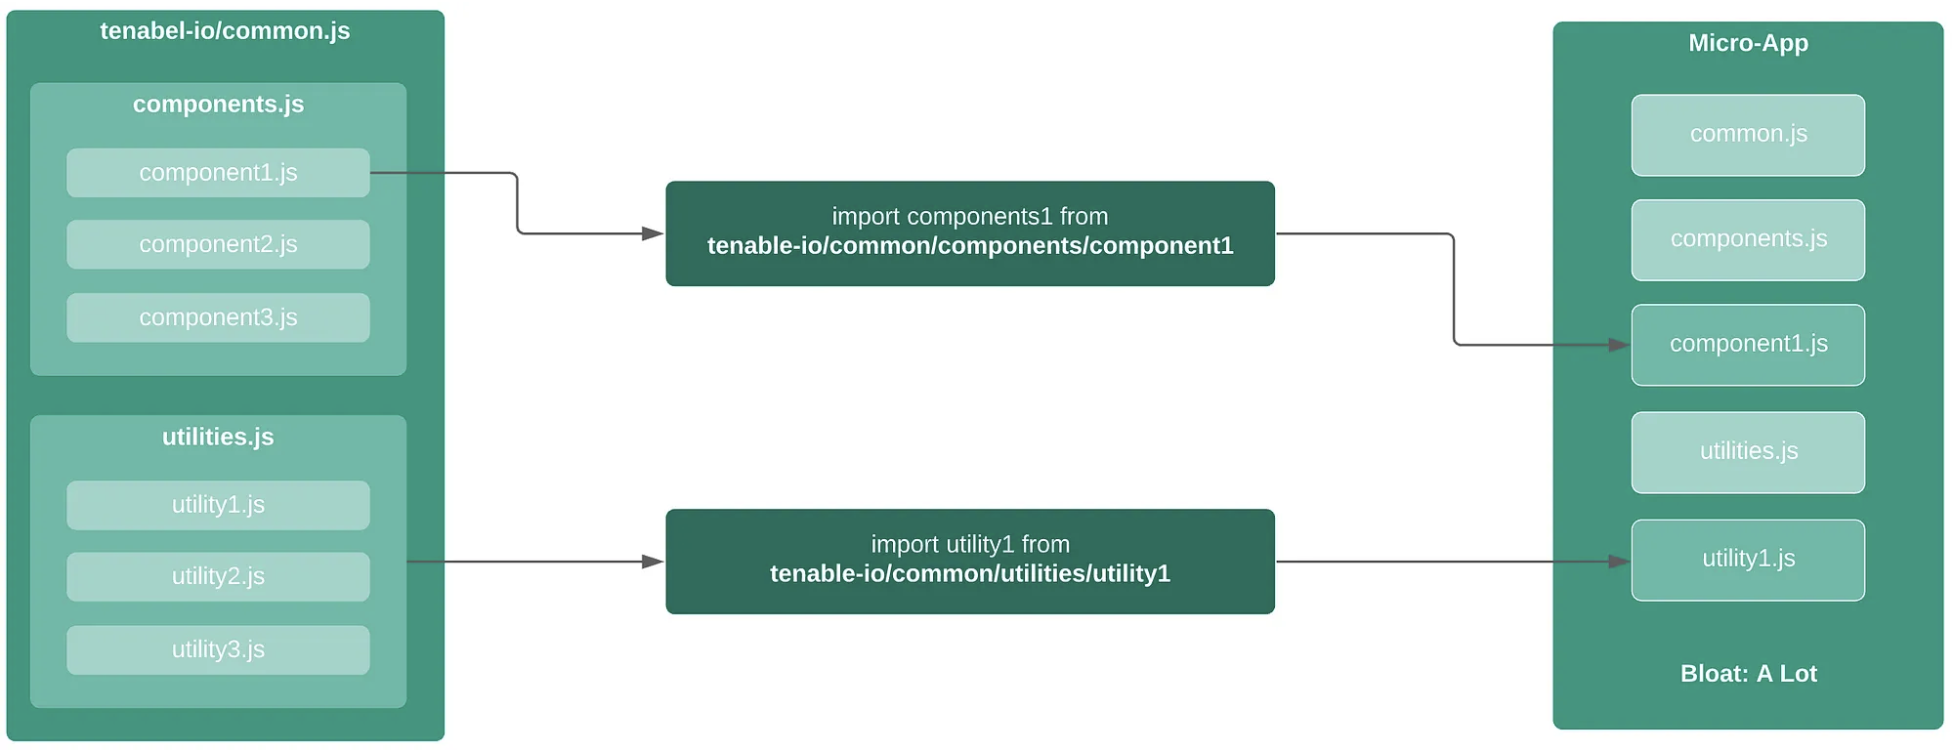 tenabel-io/common.js
components.js
component1.js
component2.js
component3.js
utilities.js
utility1.js
utility2.js
utility3.js
import components1 from
tenable-io/common/components/component1
import utility1 from
tenable-io/common/utilities/utility1
Micro-App
common.js
components.js
component1.js
utilities.js
utility1.js
Bloat: A Lot